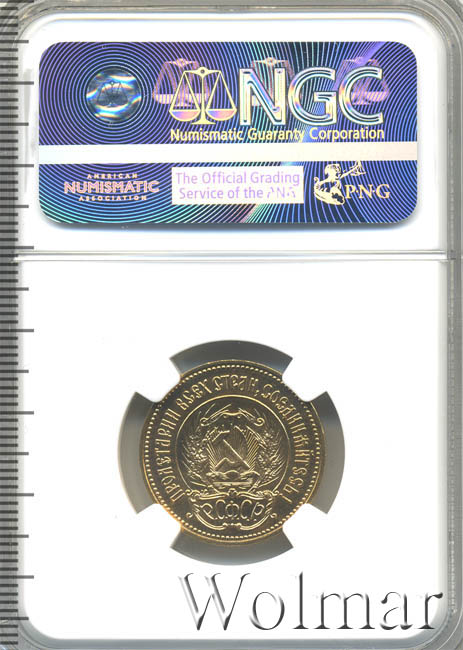 NGC
Numismatic Guaranty Corporation
AMERICAN
NUMISMATIC
ASSOCIATION
The Official Grading
Service of the PNG
PNG
ПРОЛЕТАРИИ ВСЕХ СТРАН, СОЕДИНЯЙТЕСЬ!
Р.С.Ф.С.Р.
Wolmar